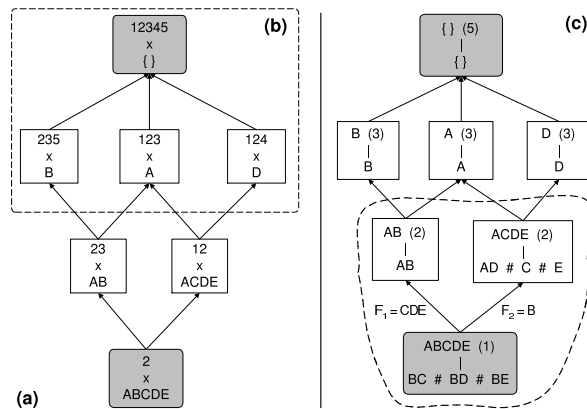 12345
x
{ }
(b)
235
x
B
123
x
A
124
x
D
23
x
AB
12
x
ACDE
2
x
ABCDE
(a)
(c)
{ } (5)
|
{ }
B (3)
|
B
A (3)
|
A
D (3)
|
D
AB (2)
|
AB
ACDE (2)
|
AD # C # E
F₁=CDE
F₂=B
ABCDE (1)
|
BC # BD # BE